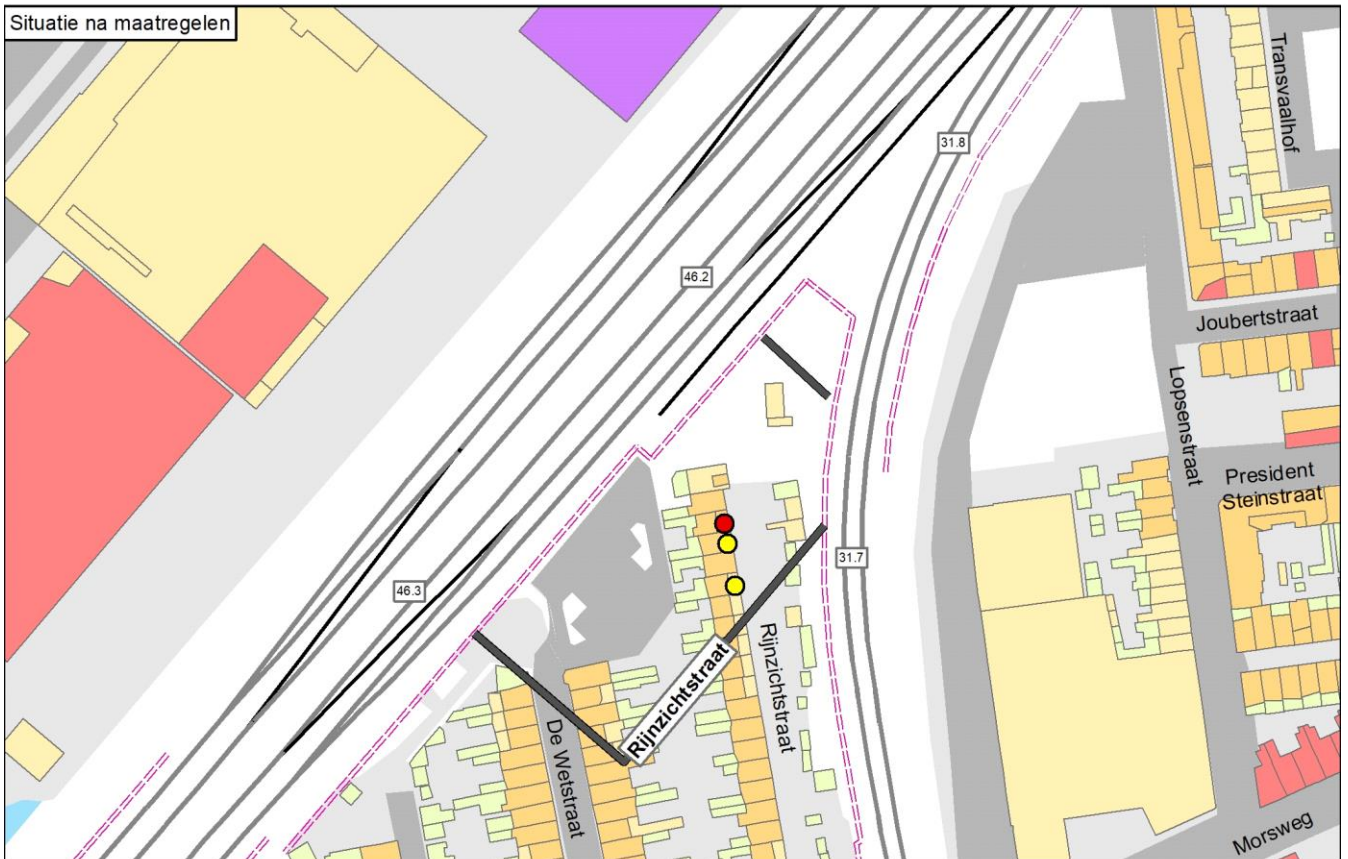 Situatie na maatregelen
Transvaalhof
31.8
46.2
Joubertstraat
Lopsenstraat
President
Steinstraat
31.7
46.3
Rijnzichtstraat
Rijnzichtstraat
De Wetstraat
Morsweg